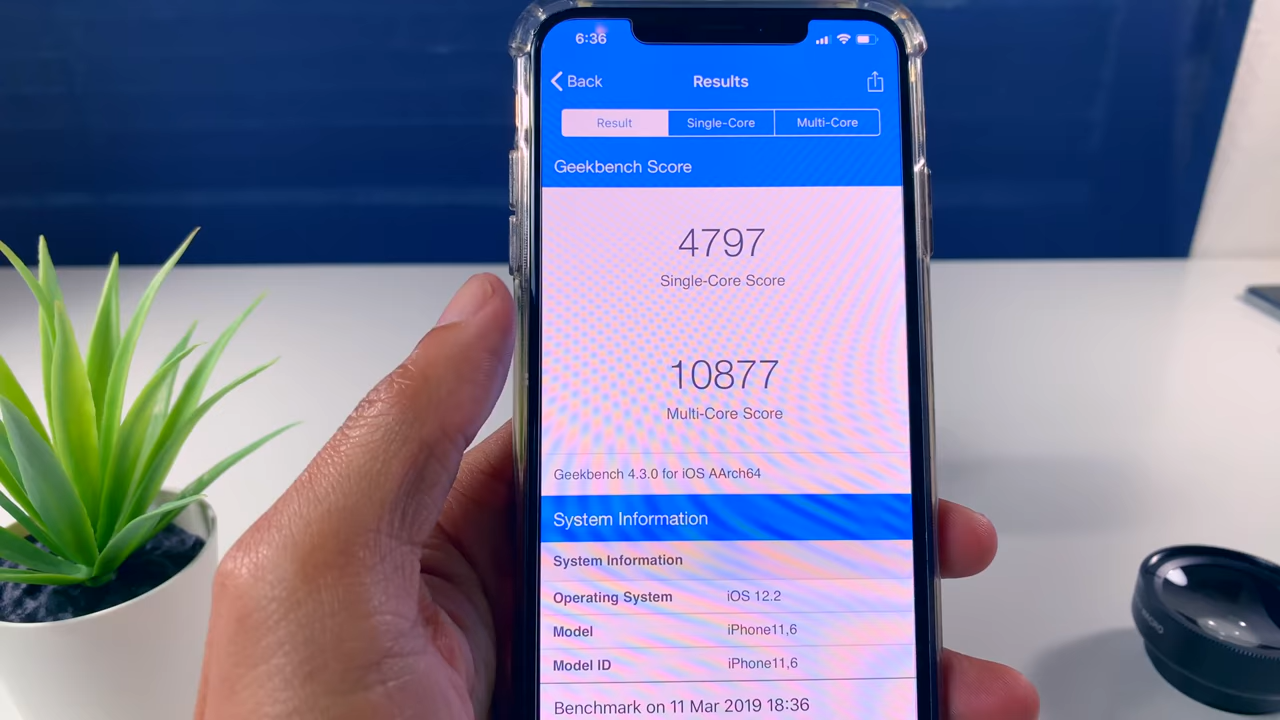 6:36
Back Results
Result Single-Core Multi-Core
Geekbench Score
4797
Single-Core Score
10877
Multi-Core Score
Geekbench 4.3.0 for iOS AArch64
System Information
System Information
Operating System iOS 12.2
Model iPhone11,6
Model ID iPhone11,6
Benchmark on 11 Mar 2019 18:36
MACRO